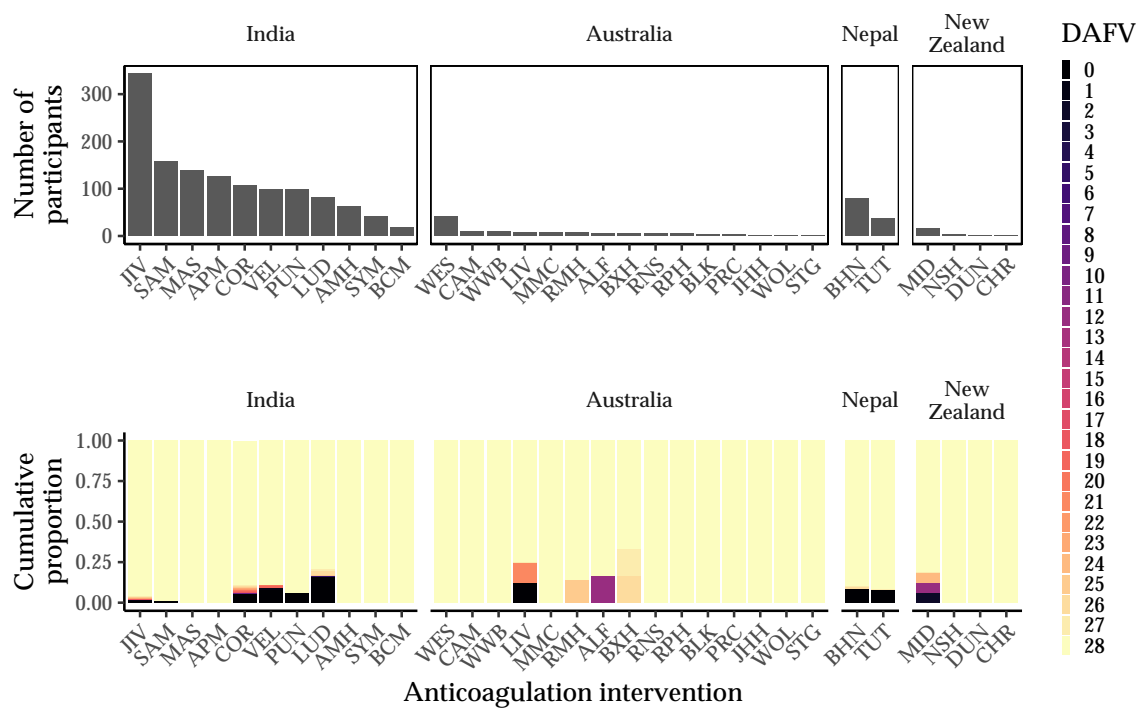 India
Australia
Nepal
New
Zealand
Number of
participants
300
200
100
0
JIV SAM MAS APM COR VEL PUN LUD AMH SYM BCM
WES CAM WWB LIV MMC RMH ALF BXH RNS RPH BLK PRC JHH WOL STG
BHN TUT
MID NSH DUN CHR
India
Australia
Nepal
New
Zealand
Cumulative
proportion
1.00
0.75
0.50
0.25
0.00
JIV SAM MAS APM COR VEL PUN LUD AMH SYM BCM
WES CAM WWB LIV MMC RMH ALF BXH RNS RPH BLK PRC JHH WOL STG
BHN TUT
MID NSH DUN CHR
Anticoagulation intervention
DAFV
0
1
2
3
4
5
6
7
8
9
10
11
12
13
14
15
16
17
18
19
20
21
22
23
24
25
26
27
28